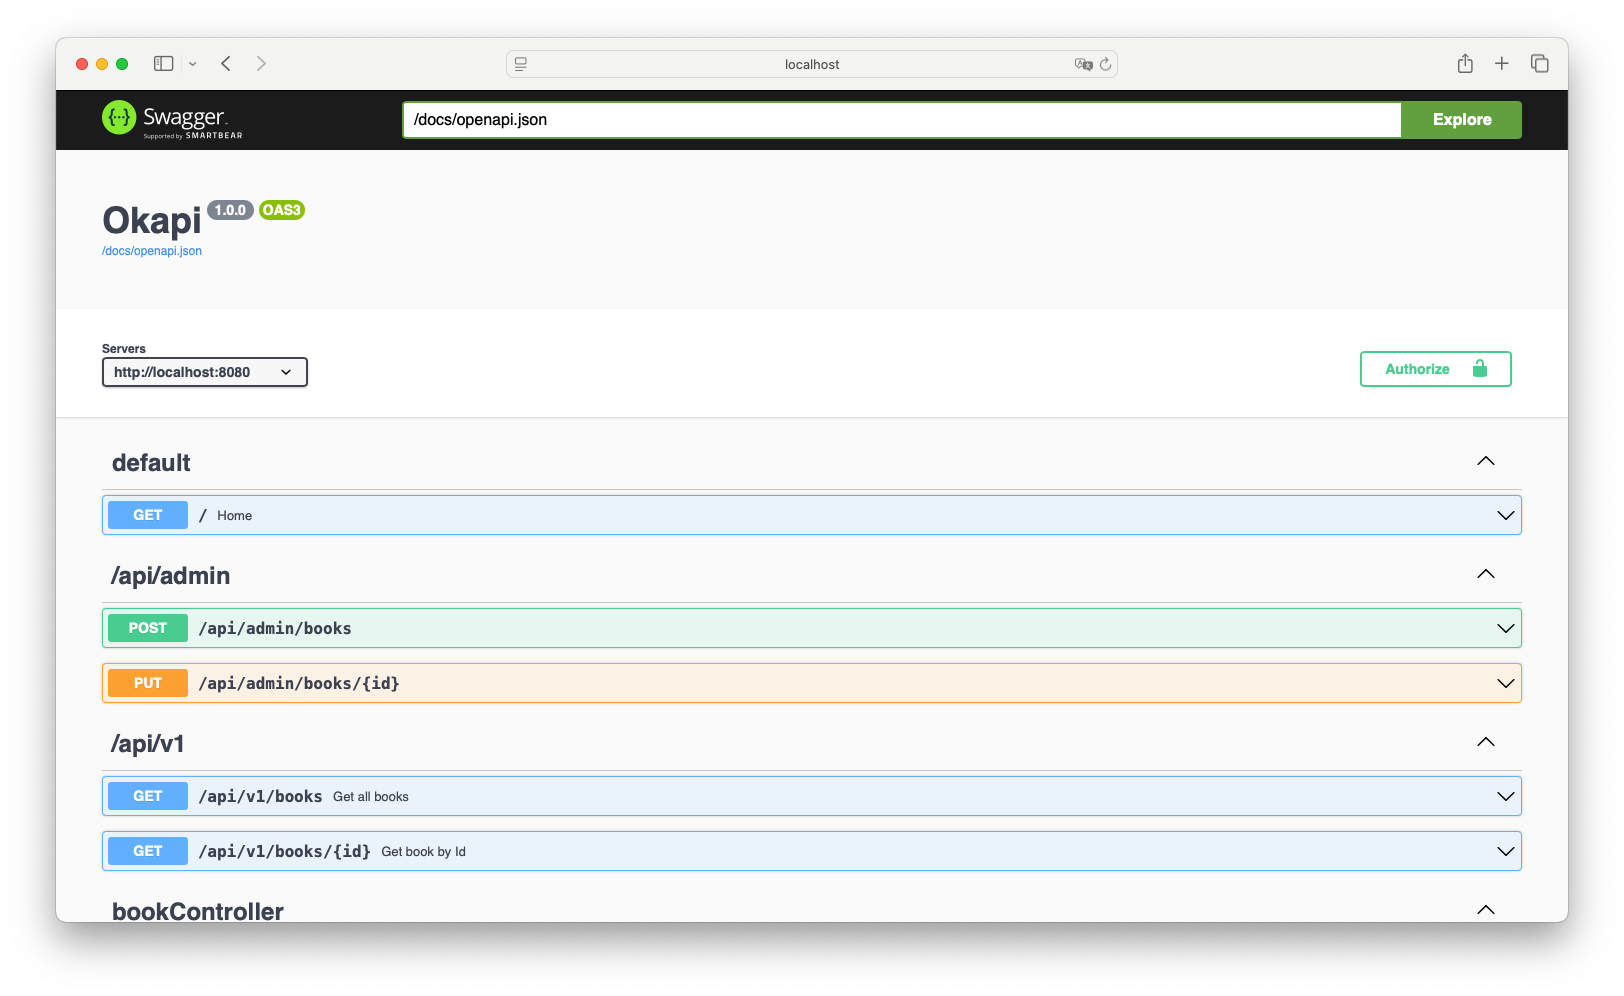 localhost
Swagger
Supported by SMARTBEAR
/docs/openapi.json
Explore
Okapi 1.0.0 OAS3
/docs/openapi.json
Servers
http://localhost:8080
Authorize
default
GET / Home
/api/admin
POST /api/admin/books
PUT /api/admin/books/{id}
/api/v1
GET /api/v1/books Get all books
GET /api/v1/books/{id} Get book by Id
bookController